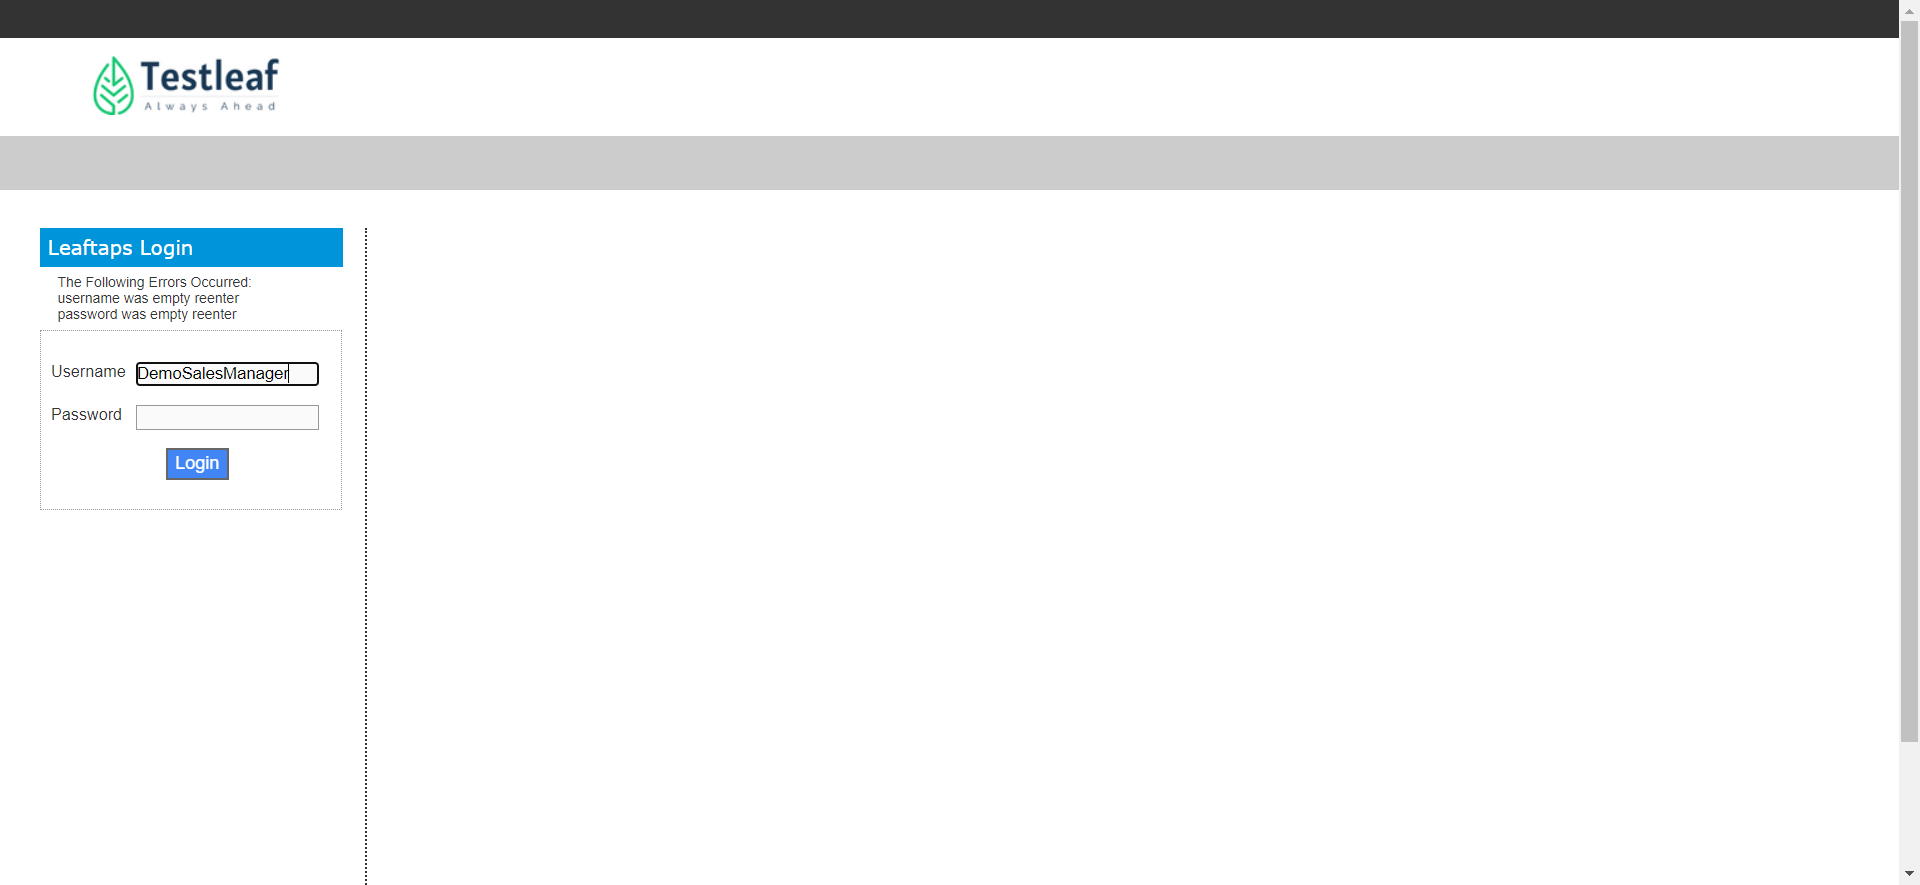 Testleaf
Always Ahead
Leaftaps Login
The Following Errors Occurred:
username was empty reenter
password was empty reenter
Username DemoSalesManager
Password
Login